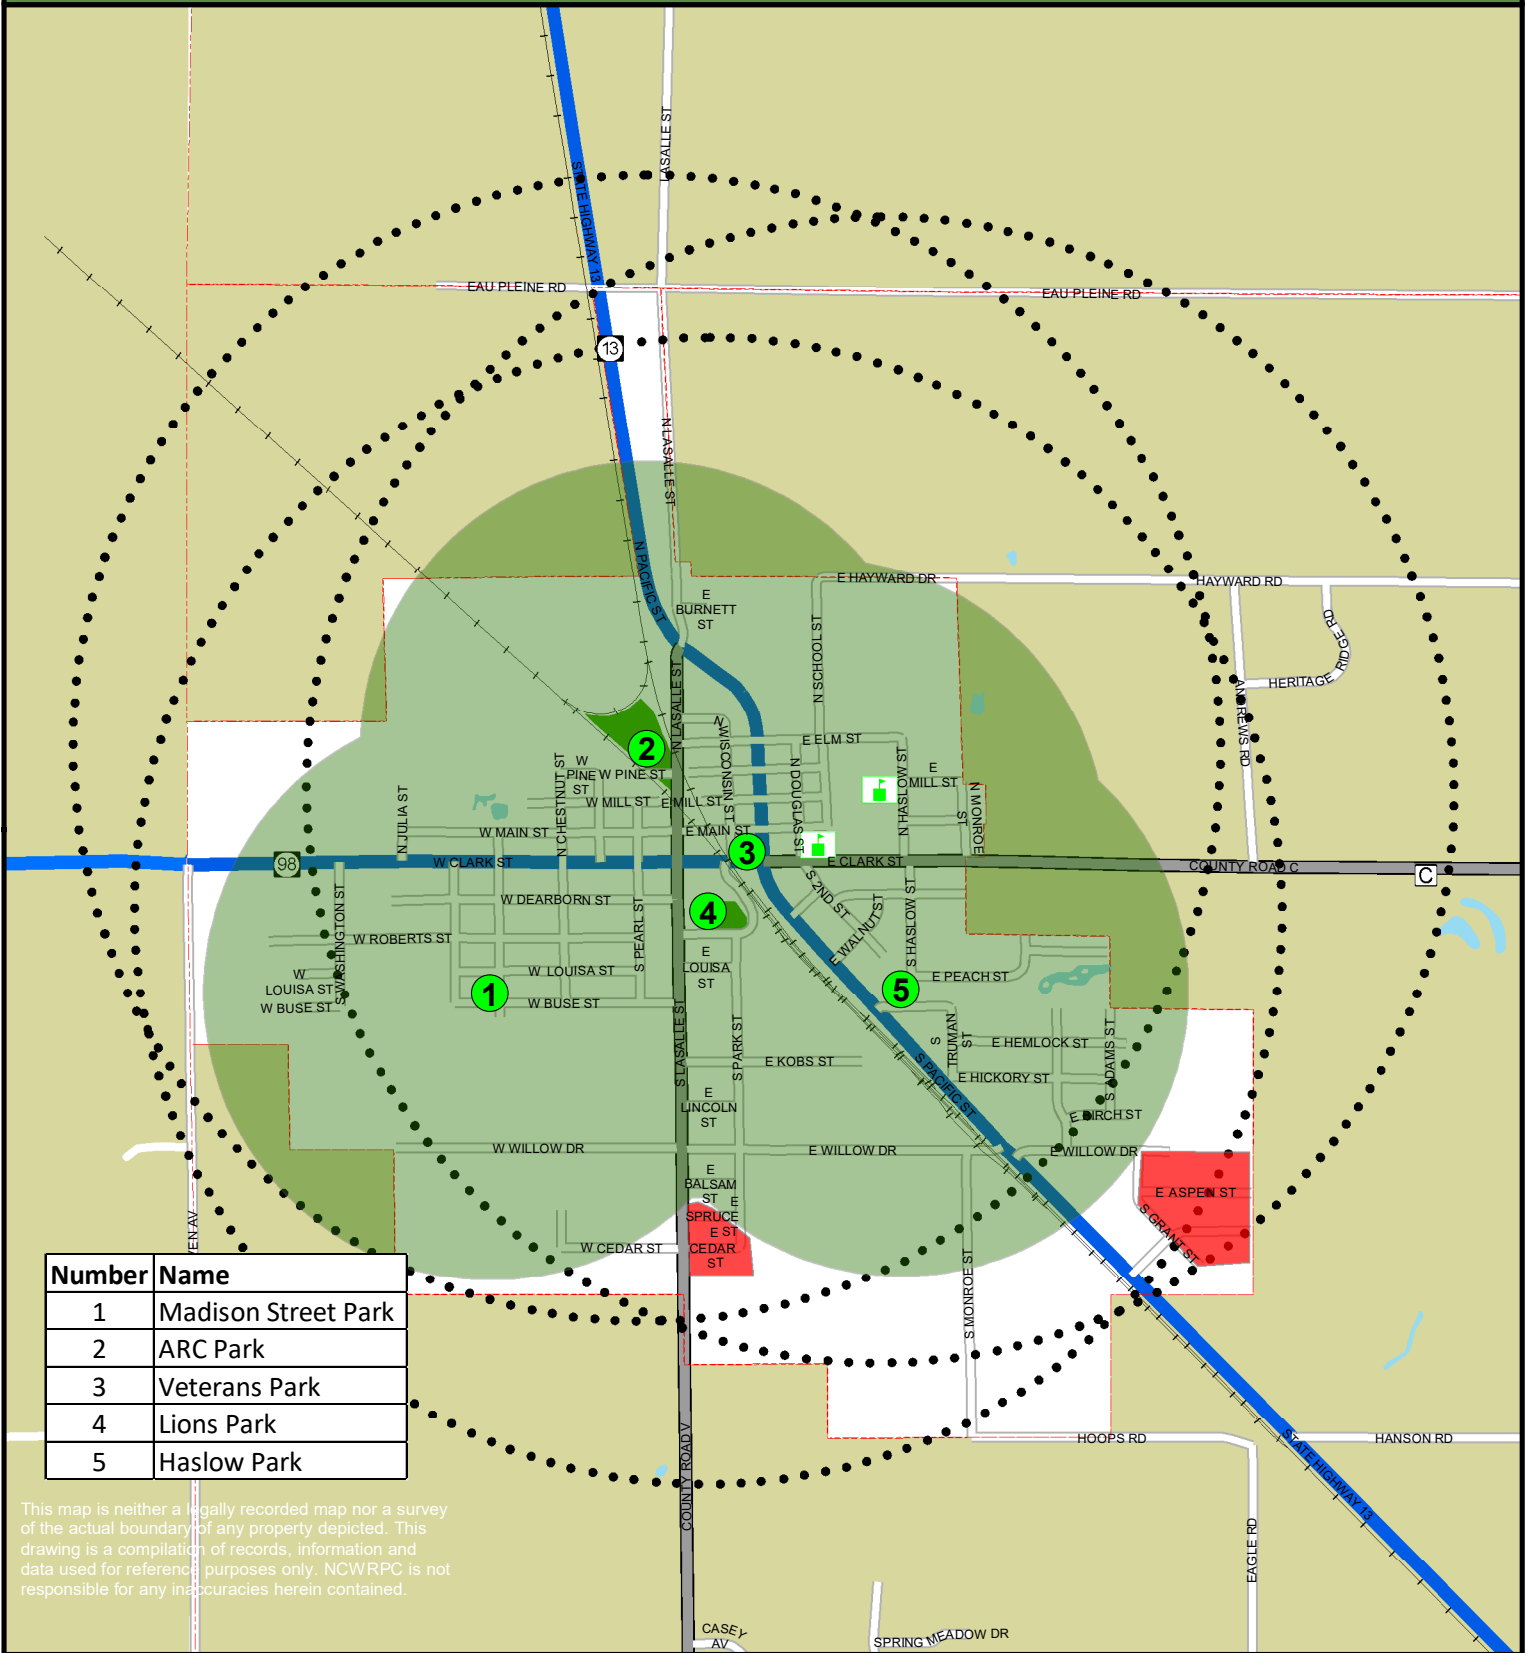 LASALLE ST
STATE HIGHWAY 13
EAU PLEINE RD
EAU PLEINE RD
13
N LASALLE ST
N PACIFIC ST
E HAYWARD DR
HAYWARD RD
E
BURNETT
ST
N SCHOOL ST
HERITAGE RIDGE RD
ANDREWS RD
N LASALLE ST
2
N WISCONSIN ST
E ELM ST
N DOUGLAS ST
N HASLOW ST
E
MILL ST
ST
N MONROE
W
PINE
ST
W PINE ST
N CHESTNUT ST
W MILL ST
E MILL ST
N JULIA ST
W MAIN ST
E MAIN ST
3
98
W CLARK ST
E CLARK ST
COUNTY ROAD C
C
S WASHINGTON ST
W DEARBORN ST
S PEARL ST
4
S 2ND ST
E WALNUT ST
S HASLOW ST
W ROBERTS ST
E
LOUISA
ST
W LOUISA ST
W
LOUISA ST
W BUSE ST
1
W BUSE ST
5
E PEACH ST
S LASALLE ST
S PARK ST
E KOBS ST
S
TRUMAN
ST
E HEMLOCK ST
S ADAMS ST
E HICKORY ST
S PACIFIC ST
E
LINCOLN
ST
E BIRCH ST
W WILLOW DR
E WILLOW DR
E WILLOW DR
E
BALSAM
ST
E
SPRUCE
ST
E
CEDAR
ST
W CEDAR ST
E ASPEN ST
S GRANT ST
S MONROE ST
VEN AV
Number Name
1 Madison Street Park
2 ARC Park
3 Veterans Park
4 Lions Park
5 Haslow Park
COUNTY ROAD V
HOOPS RD
HANSON RD
STATE HIGHWAY 13
EAGLE RD
This map is neither a legally recorded map nor a survey
of the actual boundary of any property depicted. This
drawing is a compilation of records, information and
data used for reference purposes only. NCWRPC is not
responsible for any inaccuracies herein contained.
CASEY
AV
SPRING MEADOW DR